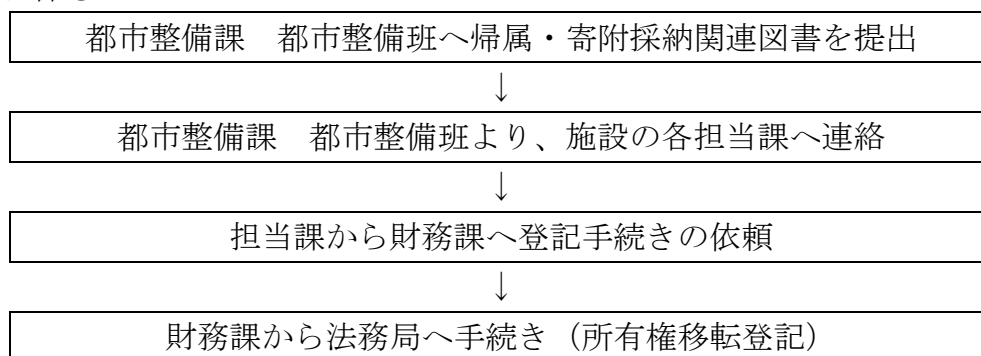 都市整備課　都市整備班へ帰属・寄附採納関連図書を提出
↓
都市整備課　都市整備班より、施設の各担当課へ連絡
↓
担当課から財務課へ登記手続きの依頼
↓
財務課から法務局へ手続き（所有権移転登記）